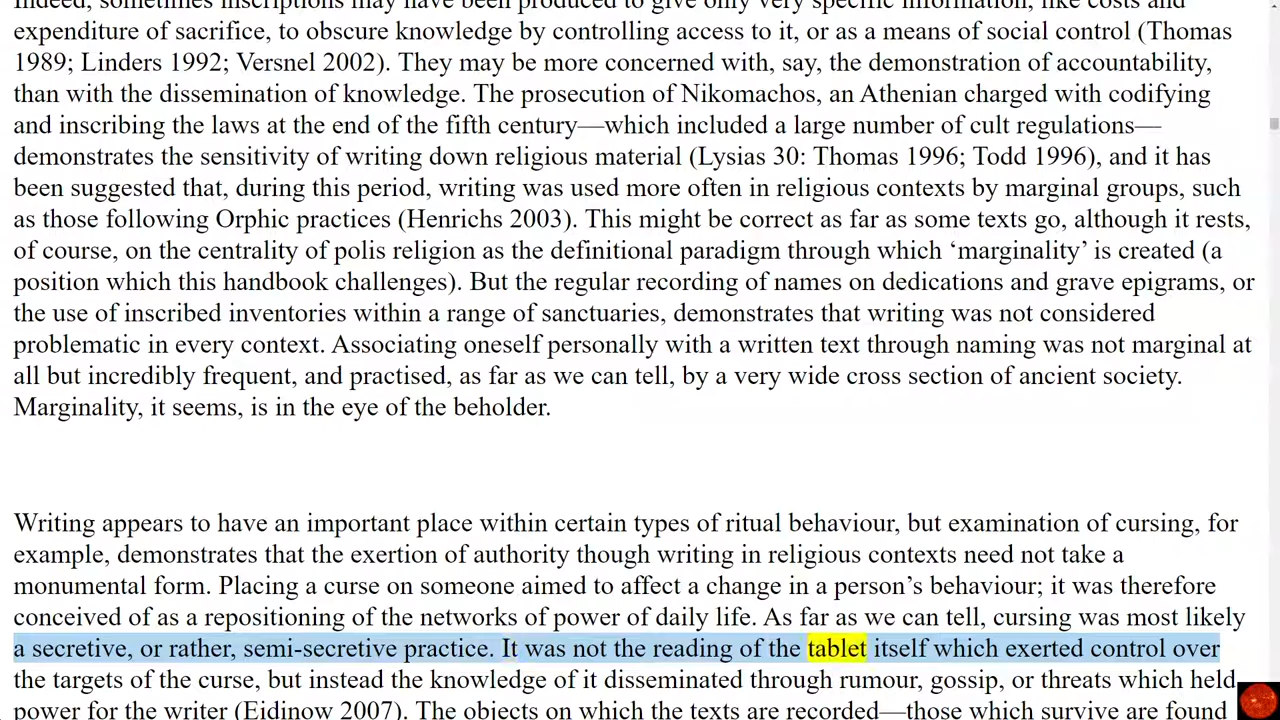 Indeed, sometimes inscriptions may have been produced to give only very specific information, like costs and
expenditure of sacrifice, to obscure knowledge by controlling access to it, or as a means of social control (Thomas
1989; Linders 1992; Versnel 2002). They may be more concerned with, say, the demonstration of accountability,
than with the dissemination of knowledge. The prosecution of Nikomachos, an Athenian charged with codifying
and inscribing the laws at the end of the fifth century—which included a large number of cult regulations—
demonstrates the sensitivity of writing down religious material (Lysias 30: Thomas 1996; Todd 1996), and it has
been suggested that, during this period, writing was used more often in religious contexts by marginal groups, such
as those following Orphic practices (Henrichs 2003). This might be correct as far as some texts go, although it rests,
of course, on the centrality of polis religion as the definitional paradigm through which ‘marginality’ is created (a
position which this handbook challenges). But the regular recording of names on dedications and grave epigrams, or
the use of inscribed inventories within a range of sanctuaries, demonstrates that writing was not considered
problematic in every context. Associating oneself personally with a written text through naming was not marginal at
all but incredibly frequent, and practised, as far as we can tell, by a very wide cross section of ancient society.
Marginality, it seems, is in the eye of the beholder.
Writing appears to have an important place within certain types of ritual behaviour, but examination of cursing, for
example, demonstrates that the exertion of authority though writing in religious contexts need not take a
monumental form. Placing a curse on someone aimed to affect a change in a person’s behaviour; it was therefore
conceived of as a repositioning of the networks of power of daily life. As far as we can tell, cursing was most likely
a secretive, or rather, semi-secretive practice. It was not the reading of the tablet itself which exerted control over
the targets of the curse, but instead the knowledge of it disseminated through rumour, gossip, or threats which held
power for the writer (Eidinow 2007). The objects on which the texts are recorded—those which survive are found